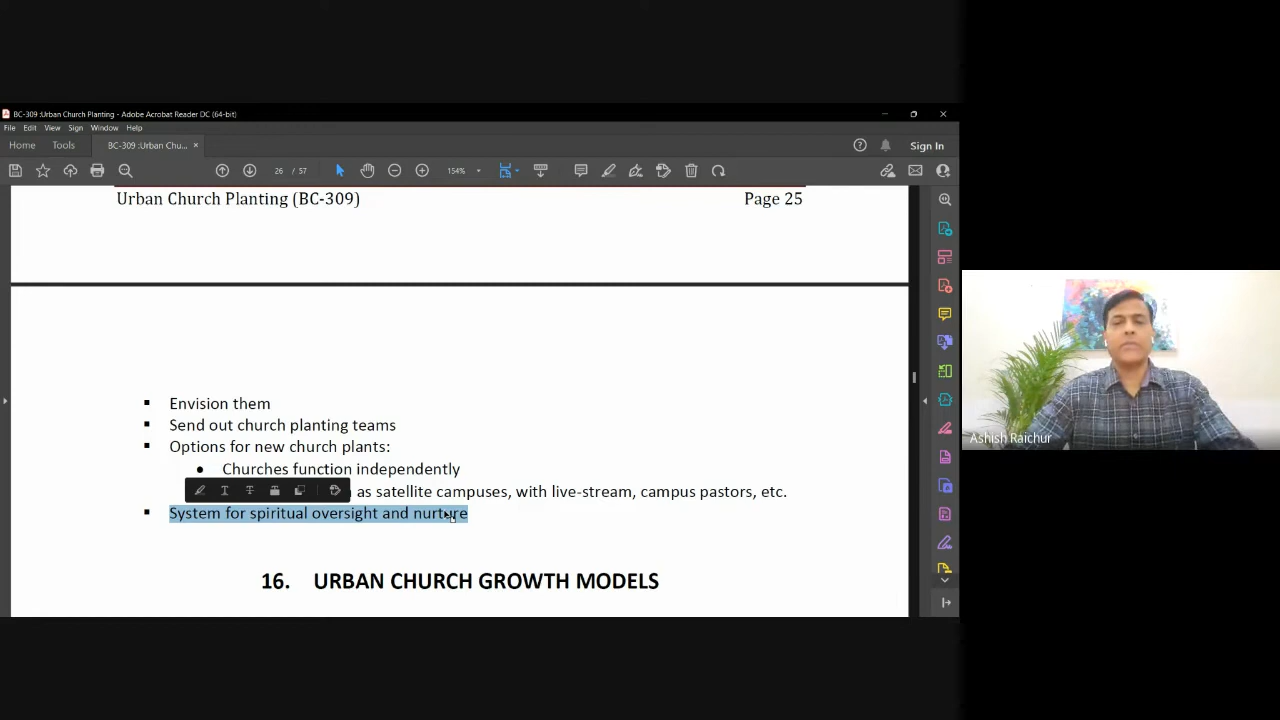 BC-309 :Urban Church Planting - Adobe Acrobat Reader DC (64-bit)
File Edit View Sign Window Help
Home Tools BC-309 :Urban Chu... × Sign In
26 / 57 154%
Urban Church Planting (BC-309) Page 25
▪ Envision them
▪ Send out church planting teams
▪ Options for new church plants:
● Churches function independently
as satellite campuses, with live-stream, campus pastors, etc.
▪ System for spiritual oversight and nurture
16. URBAN CHURCH GROWTH MODELS
Ashish Raichur